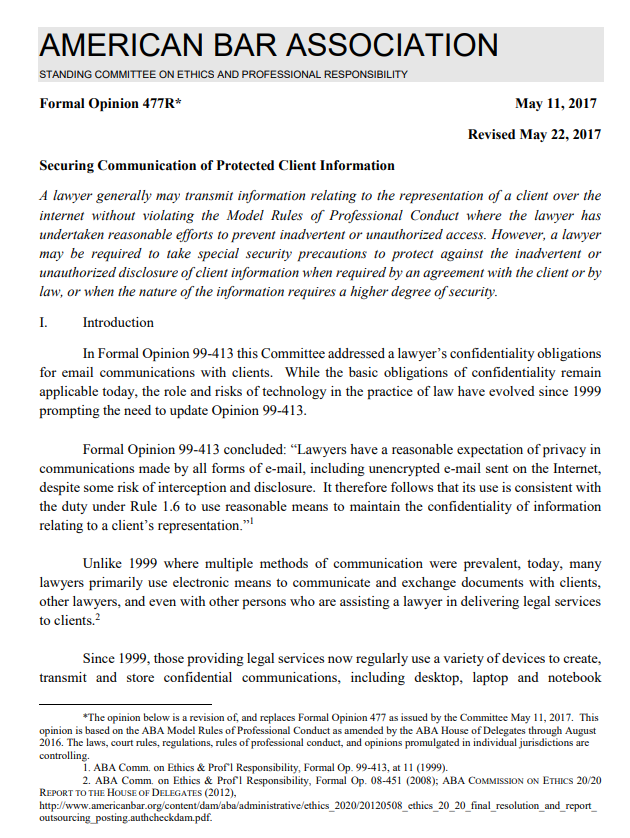 AMERICAN BAR ASSOCIATION
STANDING COMMITTEE ON ETHICS AND PROFESSIONAL RESPONSIBILITY
Formal Opinion 477R* May 11, 2017
Revised May 22, 2017
Securing Communication of Protected Client Information
A lawyer generally may transmit information relating to the representation of a client over the
internet without violating the Model Rules of Professional Conduct where the lawyer has
undertaken reasonable efforts to prevent inadvertent or unauthorized access. However, a lawyer
may be required to take special security precautions to protect against the inadvertent or
unauthorized disclosure of client information when required by an agreement with the client or by
law, or when the nature of the information requires a higher degree of security.
I. Introduction
In Formal Opinion 99-413 this Committee addressed a lawyer’s confidentiality obligations
for email communications with clients. While the basic obligations of confidentiality remain
applicable today, the role and risks of technology in the practice of law have evolved since 1999
prompting the need to update Opinion 99-413.
Formal Opinion 99-413 concluded: “Lawyers have a reasonable expectation of privacy in
communications made by all forms of e-mail, including unencrypted e-mail sent on the Internet,
despite some risk of interception and disclosure. It therefore follows that its use is consistent with
the duty under Rule 1.6 to use reasonable means to maintain the confidentiality of information
relating to a client’s representation.”1
Unlike 1999 where multiple methods of communication were prevalent, today, many
lawyers primarily use electronic means to communicate and exchange documents with clients,
other lawyers, and even with other persons who are assisting a lawyer in delivering legal services
to clients.2
Since 1999, those providing legal services now regularly use a variety of devices to create,
transmit and store confidential communications, including desktop, laptop and notebook
*The opinion below is a revision of, and replaces Formal Opinion 477 as issued by the Committee May 11, 2017. This
opinion is based on the ABA Model Rules of Professional Conduct as amended by the ABA House of Delegates through August
2016. The laws, court rules, regulations, rules of professional conduct, and opinions promulgated in individual jurisdictions are
controlling.
1. ABA Comm. on Ethics & Prof’l Responsibility, Formal Op. 99-413, at 11 (1999).
2. ABA Comm. on Ethics & Prof’l Responsibility, Formal Op. 08-451 (2008); ABA COMMISSION ON ETHICS 20/20
REPORT TO THE HOUSE OF DELEGATES (2012),
http://www.americanbar.org/content/dam/aba/administrative/ethics_2020/20120508_ethics_20_20_final_resolution_and_report_
outsourcing_posting.authcheckdam.pdf.